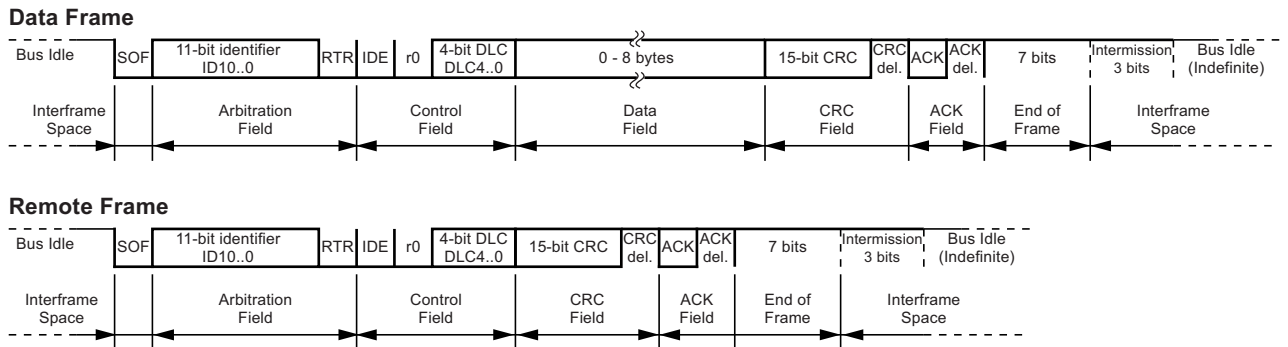 Data Frame
Bus Idle SOF 11-bit identifier ID10..0 RTR IDE r0 4-bit DLC DLC4..0 0 - 8 bytes 15-bit CRC CRC del. ACK ACK del. 7 bits Intermission 3 bits Bus Idle (Indefinite)
Interframe Space Arbitration Field Control Field Data Field CRC Field ACK Field End of Frame Interframe Space
Remote Frame
Bus Idle SOF 11-bit identifier ID10..0 RTR IDE r0 4-bit DLC DLC4..0 15-bit CRC CRC del. ACK ACK del. 7 bits Intermission 3 bits Bus Idle (Indefinite)
Interframe Space Arbitration Field Control Field CRC Field ACK Field End of Frame Interframe Space